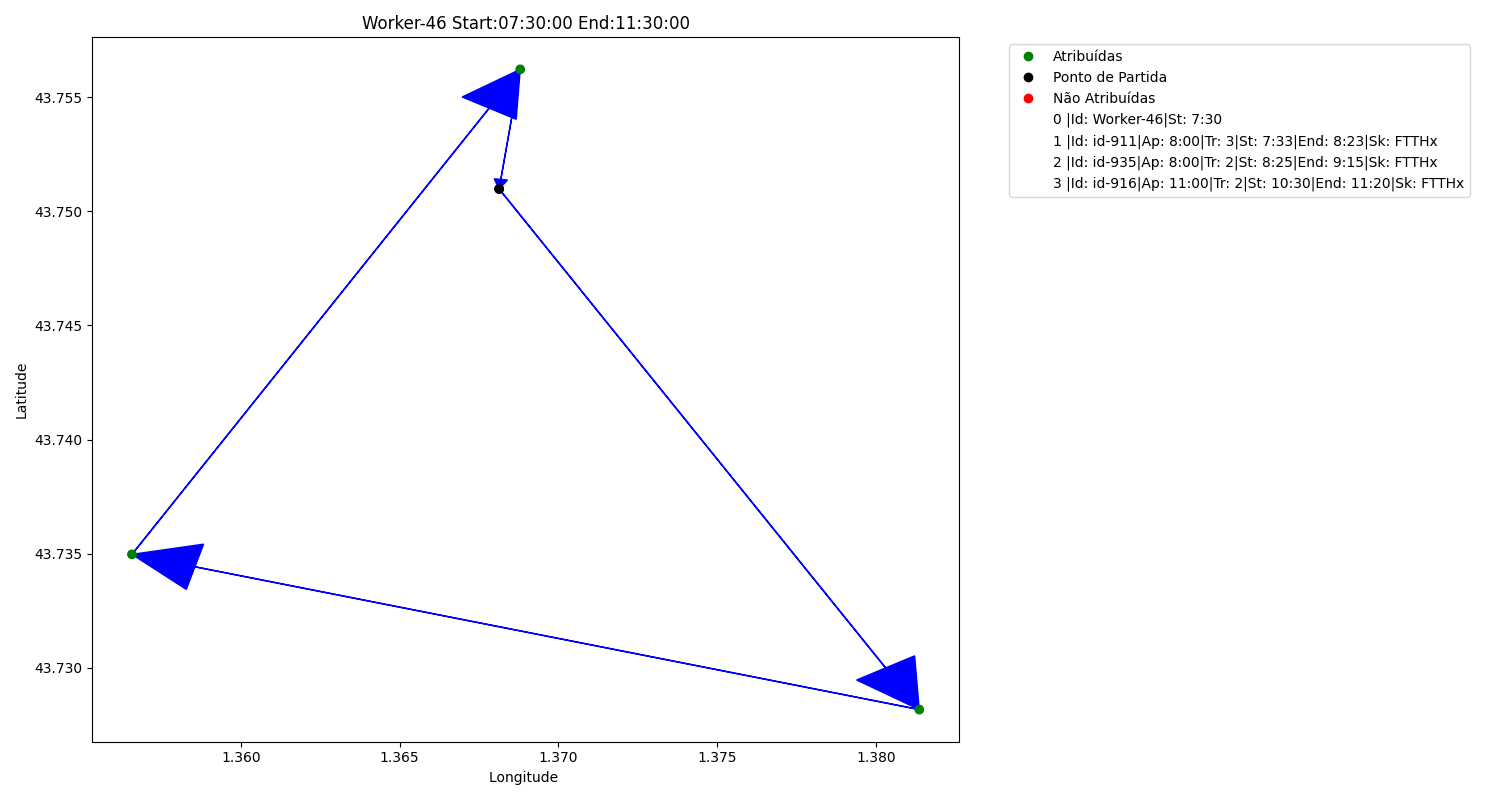 Worker-46 Start:07:30:00 End:11:30:00
43.755
43.750
43.745
43.740
43.735
43.730
Latitude
1.360
1.365
1.370
1.375
1.380
Longitude
Atribuídas
Ponto de Partida
Não Atribuídas
0 |Id: Worker-46|St: 7:30
1 |Id: id-911|Ap: 8:00|Tr: 3|St: 7:33|End: 8:23|Sk: FTTHx
2 |Id: id-935|Ap: 8:00|Tr: 2|St: 8:25|End: 9:15|Sk: FTTHx
3 |Id: id-916|Ap: 11:00|Tr: 2|St: 10:30|End: 11:20|Sk: FTTHx